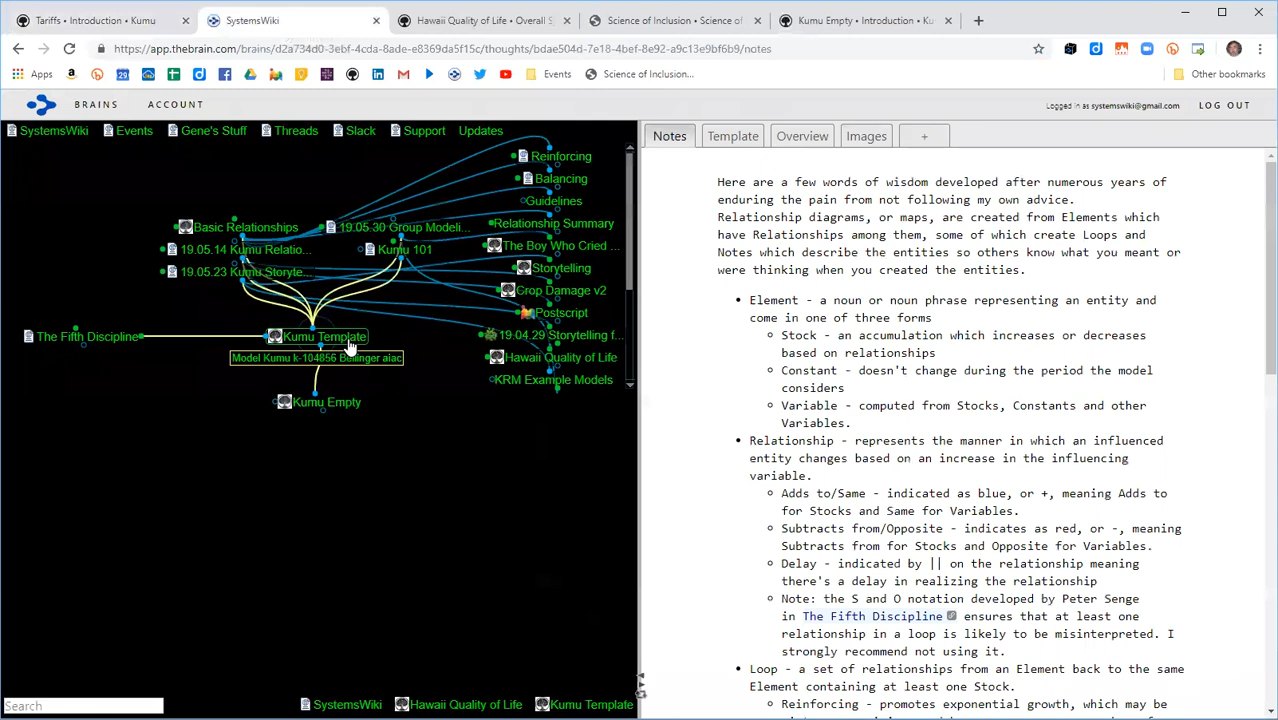 Tariffs • Introduction • Kumu
SystemsWiki
Hawaii Quality of Life • Overall S
Science of Inclusion • Science of
Kumu Empty • Introduction • Ku
https://app.thebrain.com/brains/d2a734d0-3ebf-4cda-8ade-e8369da5f15c/thoughts/bdae504d-7e18-4bef-8e92-a9c13e9bf6b9/notes
Apps
29
Events
Science of Inclusion...
Other bookmarks
BRAINS ACCOUNT
Logged in as systemswiki@gmail.com LOG OUT
SystemsWiki Events Gene's Stuff Threads Slack Support Updates
Notes Template Overview Images +
Reinforcing
Balancing
Guidelines
Basic Relationships 19.05.30 Group Modeli... Relationship Summary
19.05.14 Kumu Relatio... Kumu 101 The Boy Who Cried ...
19.05.23 Kumu Storyte... Storytelling
Crop Damage v2
Postscript
The Fifth Discipline Kumu Template 19.04.29 Storytelling f...
Model Kumu k-104856 Bellinger aiac Hawaii Quality of Life
KRM Example Models
Kumu Empty
Here are a few words of wisdom developed after numerous years of
enduring the pain from not following my own advice.
Relationship diagrams, or maps, are created from Elements which
have Relationships among them, some of which create Loops and
Notes which describe the entities so others know what you meant or
were thinking when you created the entities.
Element - a noun or noun phrase representing an entity and
come in one of three forms
Stock - an accumulation which increases or decreases
based on relationships
Constant - doesn't change during the period the model
considers
Variable - computed from Stocks, Constants and other
Variables.
Relationship - represents the manner in which an influenced
entity changes based on an increase in the influencing
variable.
Adds to/Same - indicated as blue, or +, meaning Adds to
for Stocks and Same for Variables.
Subtracts from/Opposite - indicates as red, or -, meaning
Subtracts from for Stocks and Opposite for Variables.
Delay - indicated by || on the relationship meaning
there's a delay in realizing the relationship
Note: the S and O notation developed by Peter Senge
in The Fifth Discipline ensures that at least one
relationship in a loop is likely to be misinterpreted. I
strongly recommend not using it.
Loop - a set of relationships from an Element back to the same
Element containing at least one Stock.
Reinforcing - promotes exponential growth, which may be
Search
SystemsWiki Hawaii Quality of Life Kumu Template